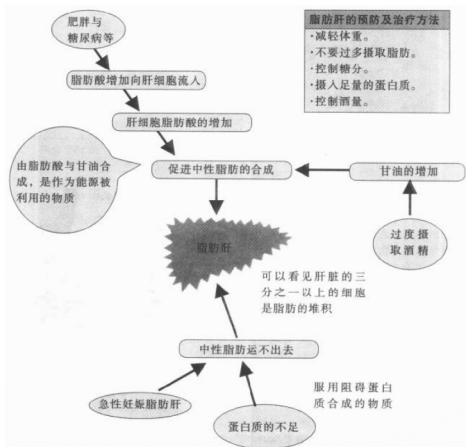 肥胖与
糖尿病等
脂肪酸增加向肝细胞流入
肝细胞脂肪酸的增加
由脂肪酸与甘油合
成，是作为能源被
利用的物质
促进中性脂肪的合成
甘油的增加
过度摄
取酒精
脂肪肝的预防及治疗方法
·减轻体重。
·不要过多摄取脂肪。
·控制糖分。
·摄入足量的蛋白质。
·控制酒量。
脂肪肝
可以看见肝脏的三
分之一以上的细胞
是脂肪的堆积
中性脂肪运不出去
急性妊娠脂肪肝
蛋白质的不足
服用阻碍蛋白
质合成的物质